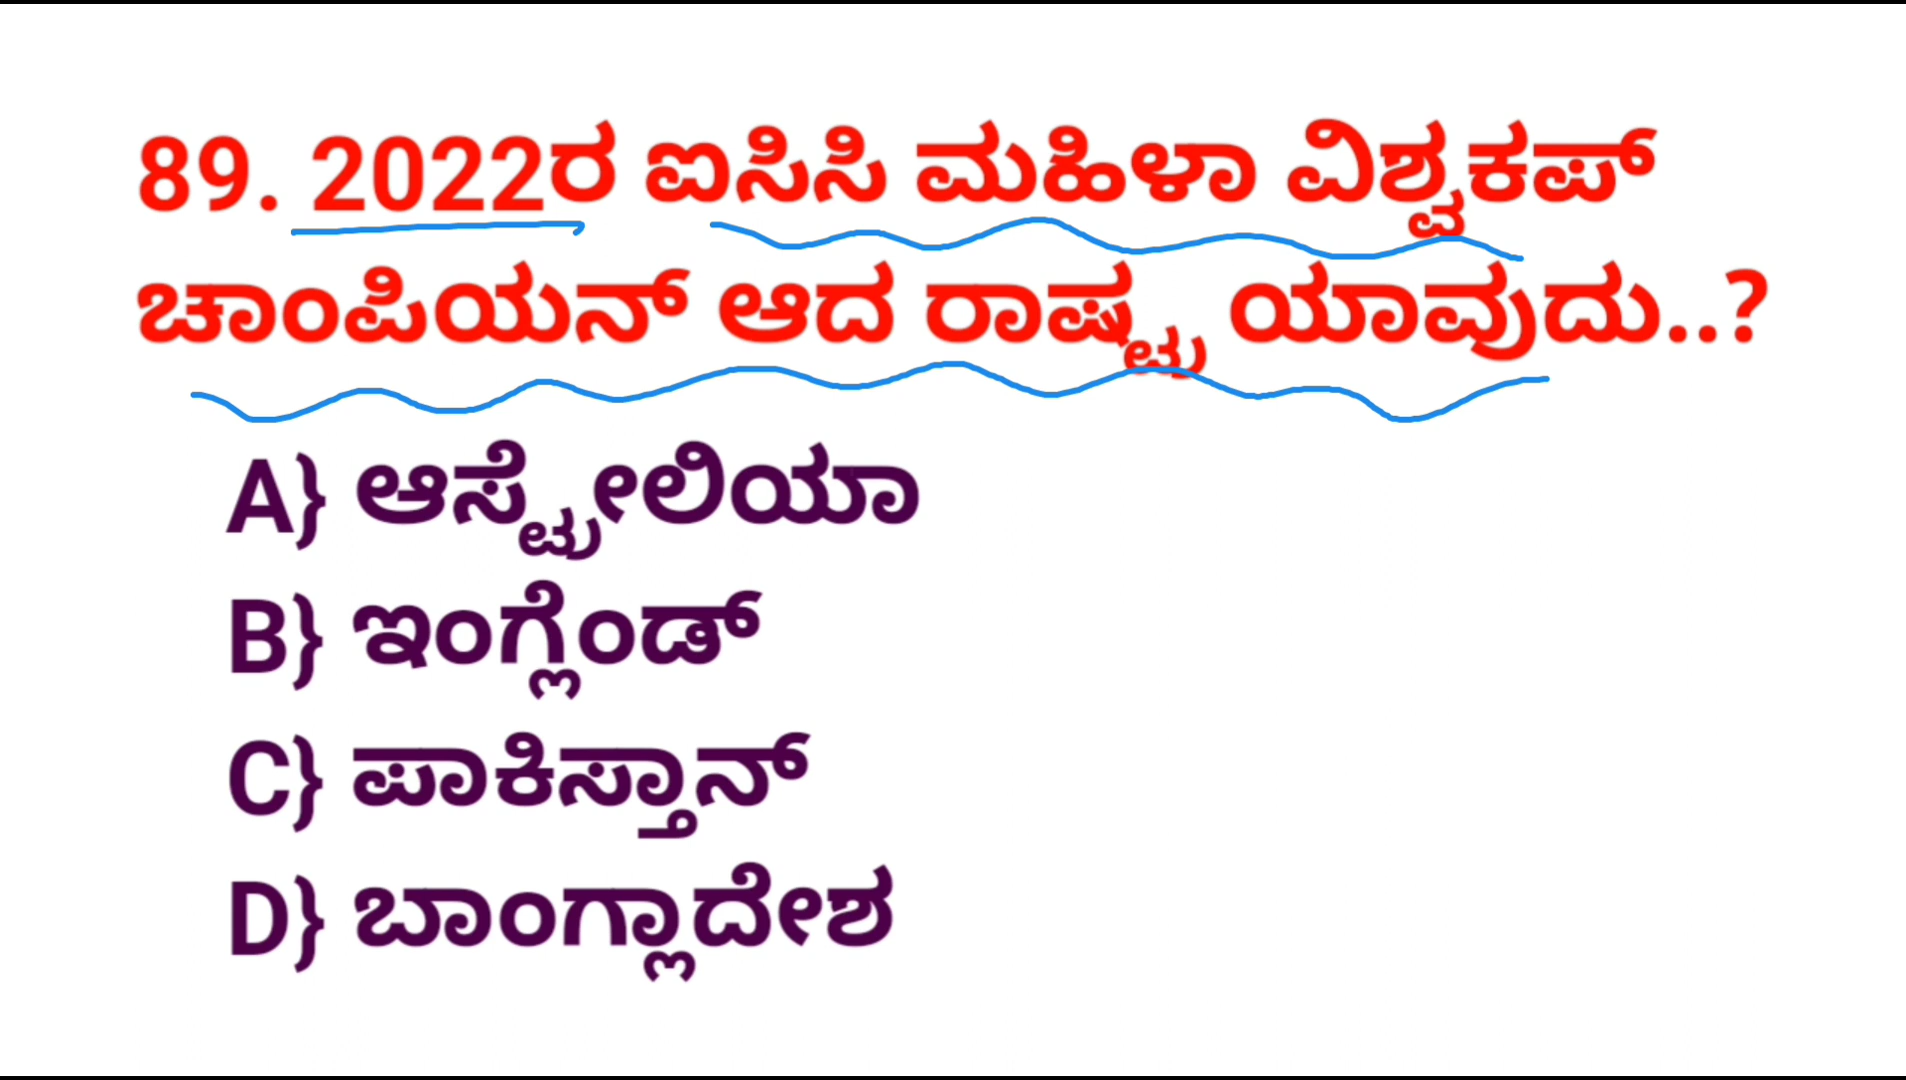 89. 2022ರ ಐಸಿಸಿ ಮಹಿಳಾ ವಿಶ್ವಕಪ್
ಚಾಂಪಿಯನ್ ಆದ ರಾಷ್ಟ್ರ ಯಾವುದು..?
A} ಆಸ್ಟ್ರೇಲಿಯಾ
B} ಇಂಗ್ಲೆಂಡ್
C} ಪಾಕಿಸ್ತಾನ್
D} ಬಾಂಗ್ಲಾದೇಶ